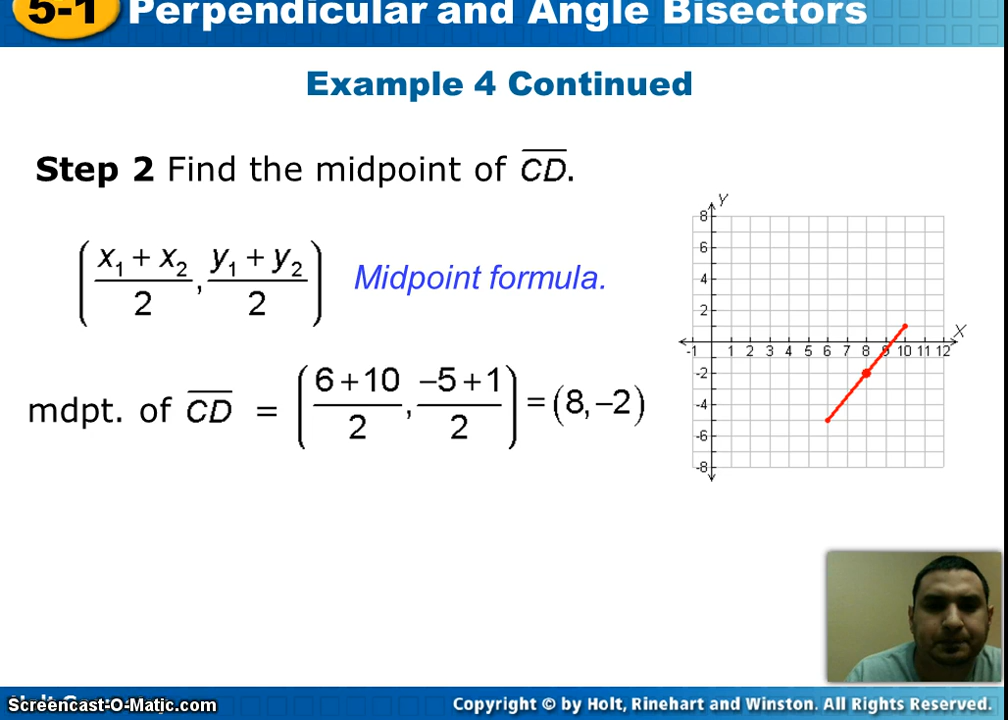 5-1 Perpendicular and Angle Bisectors
Example 4 Continued
Step 2 Find the midpoint of CD.
(x₁ + x₂ / 2, y₁ + y₂ / 2) Midpoint formula.
mdpt. of CD = (6 + 10 / 2, –5 + 1 / 2) = (8, –2)
Y
8
6
4
2
X
-1 1 2 3 4 5 6 7 8 9 10 11 12
-2
-4
-6
-8
Screencast-O-Matic.com
Copyright © by Holt, Rinehart and Winston. All Rights Reserved.